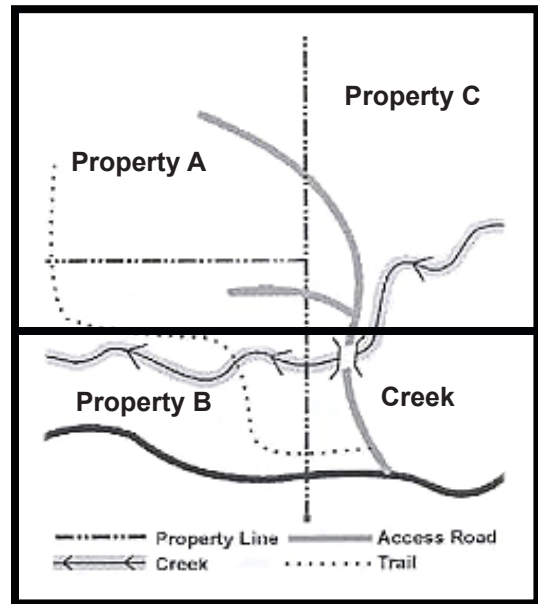 Property C
Property A
Property B
Creek
Property Line
Access Road
Creek
Trail